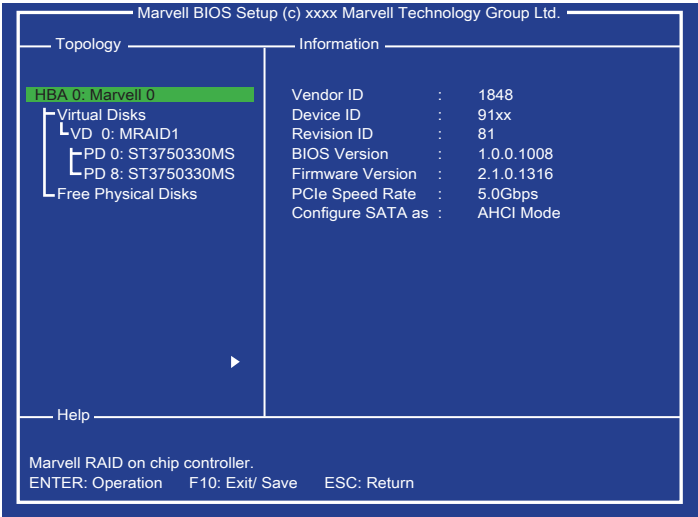 Marvell BIOS Setup (c) xxxx Marvell Technology Group Ltd.
Topology
HBA 0: Marvell 0
Virtual Disks
VD 0: MRAID1
PD 0: ST3750330MS
PD 8: ST3750330MS
Free Physical Disks
Information
Vendor ID : 1848
Device ID : 91xx
Revision ID : 81
BIOS Version : 1.0.0.1008
Firmware Version : 2.1.0.1316
PCIe Speed Rate : 5.0Gbps
Configure SATA as : AHCI Mode
Help
Marvell RAID on chip controller.
ENTER: Operation F10: Exit/ Save ESC: Return